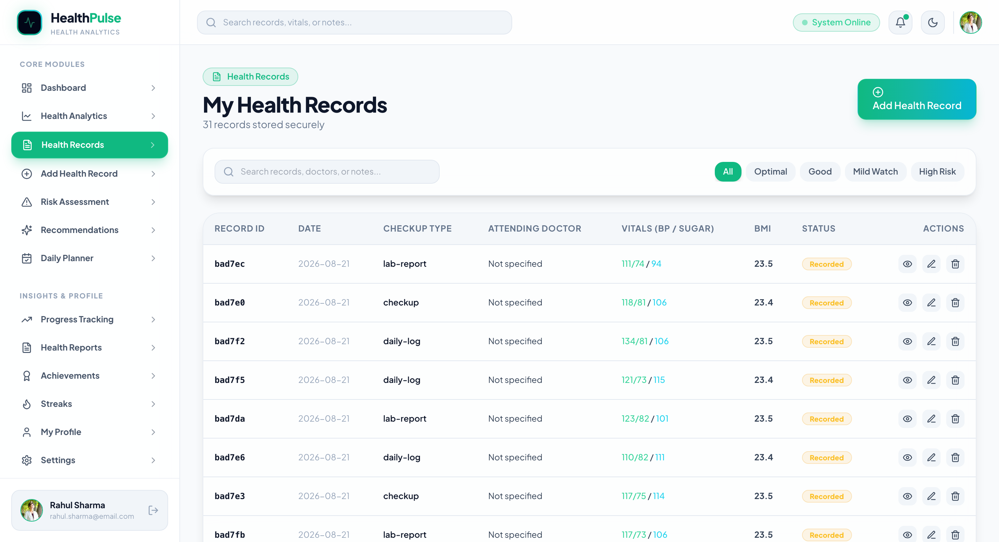 HealthPulse
HEALTH ANALYTICS
Search records, vitals, or notes...
System Online
CORE MODULES
Dashboard
Health Analytics
Health Records
Add Health Record
Risk Assessment
Recommendations
Daily Planner
INSIGHTS & PROFILE
Progress Tracking
Health Reports
Achievements
Streaks
My Profile
Settings
Rahul Sharma
rahul.sharma@email.com
Health Records
My Health Records
31 records stored securely
Add Health Record
Search records, doctors, or notes...
All Optimal Good Mild Watch High Risk
RECORD ID DATE CHECKUP TYPE ATTENDING DOCTOR VITALS (BP / SUGAR) BMI STATUS ACTIONS
bad7ec 2026-08-21 lab-report Not specified 111/74 / 94 23.5 Recorded
bad7e0 2026-08-21 checkup Not specified 118/81 / 106 23.4 Recorded
bad7f2 2026-08-21 daily-log Not specified 134/81 / 106 23.5 Recorded
bad7f5 2026-08-21 daily-log Not specified 121/73 / 115 23.4 Recorded
bad7da 2026-08-21 lab-report Not specified 123/82 / 101 23.5 Recorded
bad7e6 2026-08-21 daily-log Not specified 110/82 / 111 23.4 Recorded
bad7e3 2026-08-21 checkup Not specified 117/75 / 114 23.5 Recorded
bad7fb 2026-08-21 lab-report Not specified 117/73 / 106 23.5 Recorded